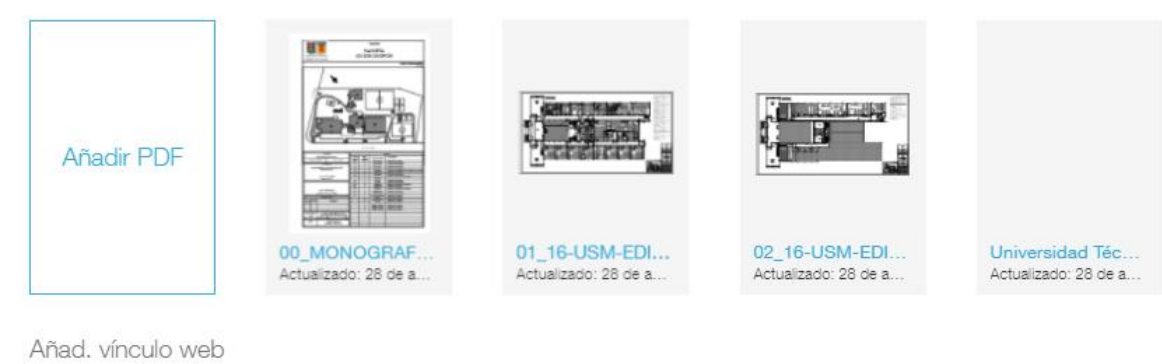 Añadir PDF
00_MONOGRAF...
Actualizado: 28 de a...
01_16-USM-EDI...
Actualizado: 28 de a...
02_16-USM-EDI...
Actualizado: 28 de a...
Universidad Téc...
Actualizado: 28 de a...
Añad. vínculo web